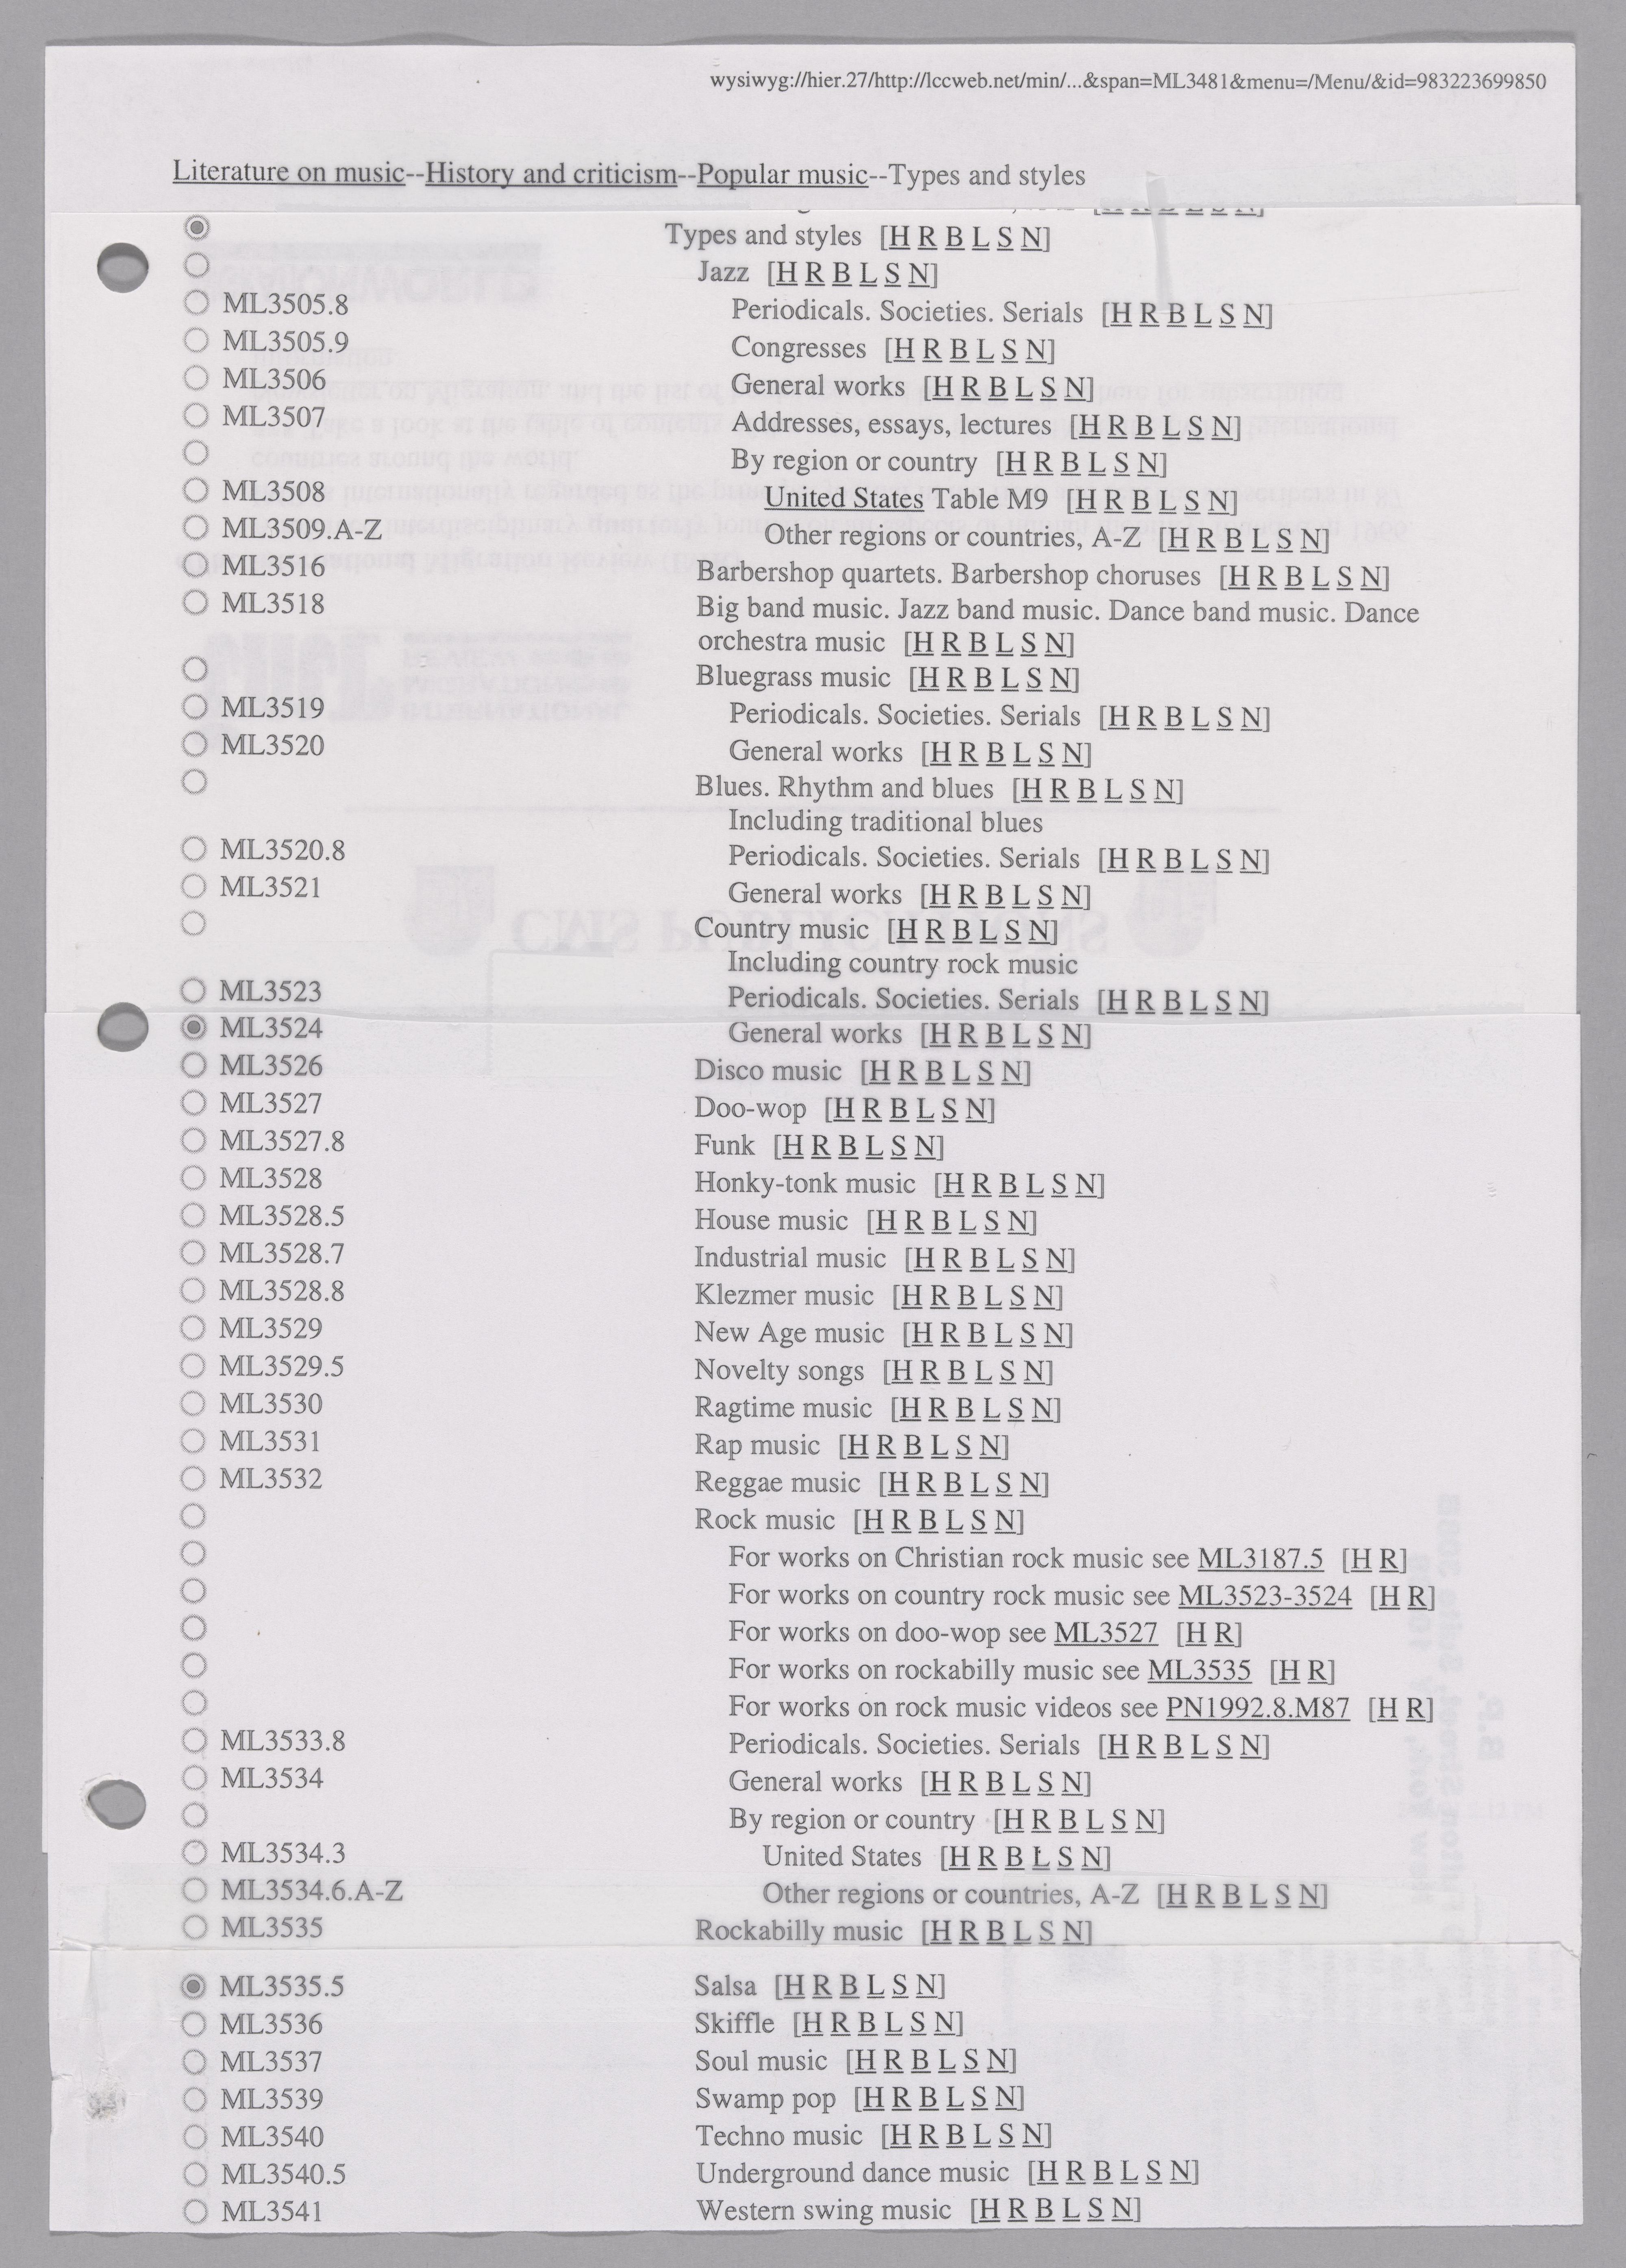 wysiwyg://hier.27/http://lccweb.net/min/...&span=ML3481&menu=/Menu/&id=983223699850
Literature on music--History and criticism--Popular music--Types and styles
Types and styles [H R B L S N]
Jazz [H R B L S N]
ML3505.8 Periodicals. Societies. Serials [H R B L S N]
ML3505.9 Congresses [H R B L S N]
ML3506 General works [H R B L S N]
ML3507 Addresses, essays, lectures [H R B L S N]
By region or country [H R B L S N]
ML3508 United States Table M9 [H R B L S N]
ML3509.A-Z Other regions or countries, A-Z [H R B L S N]
ML3516 Barbershop quartets. Barbershop choruses [H R B L S N]
ML3518 Big band music. Jazz band music. Dance band music. Dance
orchestra music [H R B L S N]
Bluegrass music [H R B L S N]
ML3519 Periodicals. Societies. Serials [H R B L S N]
ML3520 General works [H R B L S N]
Blues. Rhythm and blues [H R B L S N]
Including traditional blues
ML3520.8 Periodicals. Societies. Serials [H R B L S N]
ML3521 General works [H R B L S N]
Country music [H R B L S N]
Including country rock music
ML3523 Periodicals. Societies. Serials [H R B L S N]
ML3524 General works [H R B L S N]
ML3526 Disco music [H R B L S N]
ML3527 Doo-wop [H R B L S N]
ML3527.8 Funk [H R B L S N]
ML3528 Honky-tonk music [H R B L S N]
ML3528.5 House music [H R B L S N]
ML3528.7 Industrial music [H R B L S N]
ML3528.8 Klezmer music [H R B L S N]
ML3529 New Age music [H R B L S N]
ML3529.5 Novelty songs [H R B L S N]
ML3530 Ragtime music [H R B L S N]
ML3531 Rap music [H R B L S N]
ML3532 Reggae music [H R B L S N]
Rock music [H R B L S N]
For works on Christian rock music see ML3187.5 [H R]
For works on country rock music see ML3523-3524 [H R]
For works on doo-wop see ML3527 [H R]
For works on rockabilly music see ML3535 [H R]
For works on rock music videos see PN1992.8.M87 [H R]
ML3533.8 Periodicals. Societies. Serials [H R B L S N]
ML3534 General works [H R B L S N]
By region or country [H R B L S N]
ML3534.3 United States [H R B L S N]
ML3534.6.A-Z Other regions or countries, A-Z [H R B L S N]
ML3535 Rockabilly music [H R B L S N]
ML3535.5 Salsa [H R B L S N]
ML3536 Skiffle [H R B L S N]
ML3537 Soul music [H R B L S N]
ML3539 Swamp pop [H R B L S N]
ML3540 Techno music [H R B L S N]
ML3540.5 Underground dance music [H R B L S N]
ML3541 Western swing music [H R B L S N]